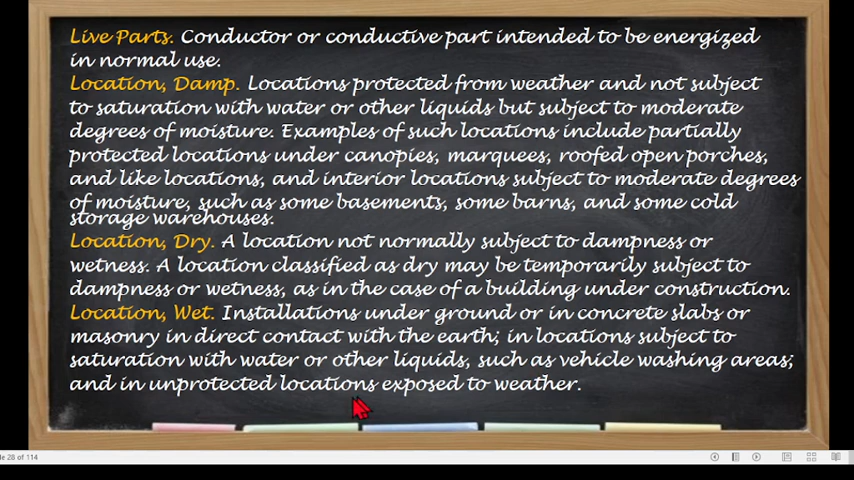 Live Parts. Conductor or conductive part intended to be energized
in normal use.
Location, Damp. Locations protected from weather and not subject
to saturation with water or other liquids but subject to moderate
degrees of moisture. Examples of such locations include partially
protected locations under canopies, marquees, roofed open porches,
and like locations, and interior locations subject to moderate degrees
of moisture, such as some basements, some barns, and some cold
storage warehouses.
Location, Dry. A location not normally subject to dampness or
wetness. A location classified as dry may be temporarily subject to
dampness or wetness, as in the case of a building under construction.
Location, Wet. Installations under ground or in concrete slabs or
masonry in direct contact with the earth; in locations subject to
saturation with water or other liquids, such as vehicle washing areas;
and in unprotected locations exposed to weather.
de 28 of 114